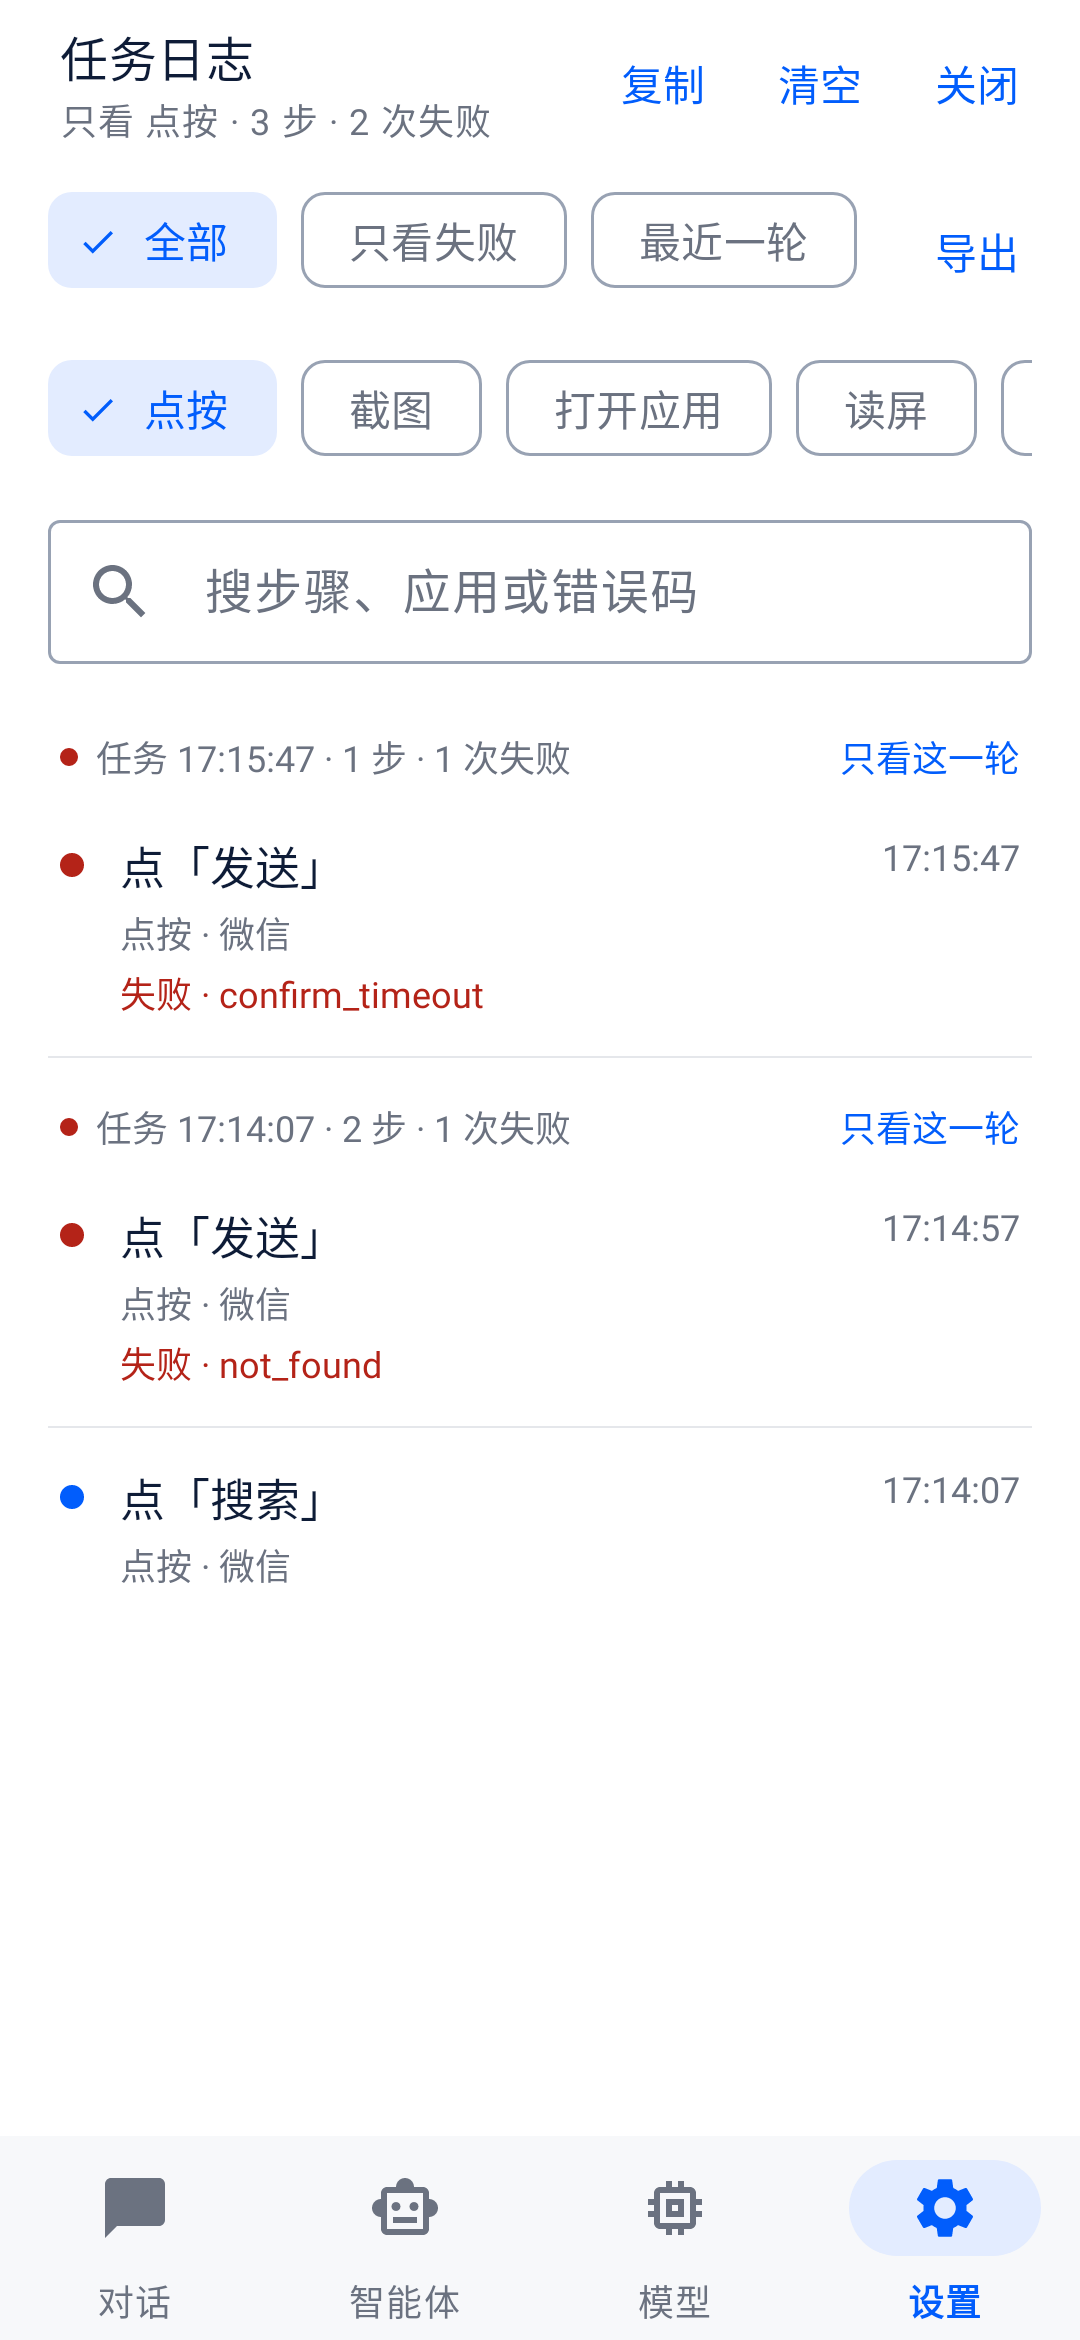 任务日志
只看 点按 · 3 步 · 2 次失败
复制 清空 关闭
全部 只看失败 最近一轮 导出
点按 截图 打开应用 读屏
搜步骤、应用或错误码
任务 17:15:47 · 1 步 · 1 次失败 只看这一轮
点「发送」 17:15:47
点按 · 微信
失败 · confirm_timeout
任务 17:14:07 · 2 步 · 1 次失败 只看这一轮
点「发送」 17:14:57
点按 · 微信
失败 · not_found
点「搜索」 17:14:07
点按 · 微信
对话 智能体 模型 设置